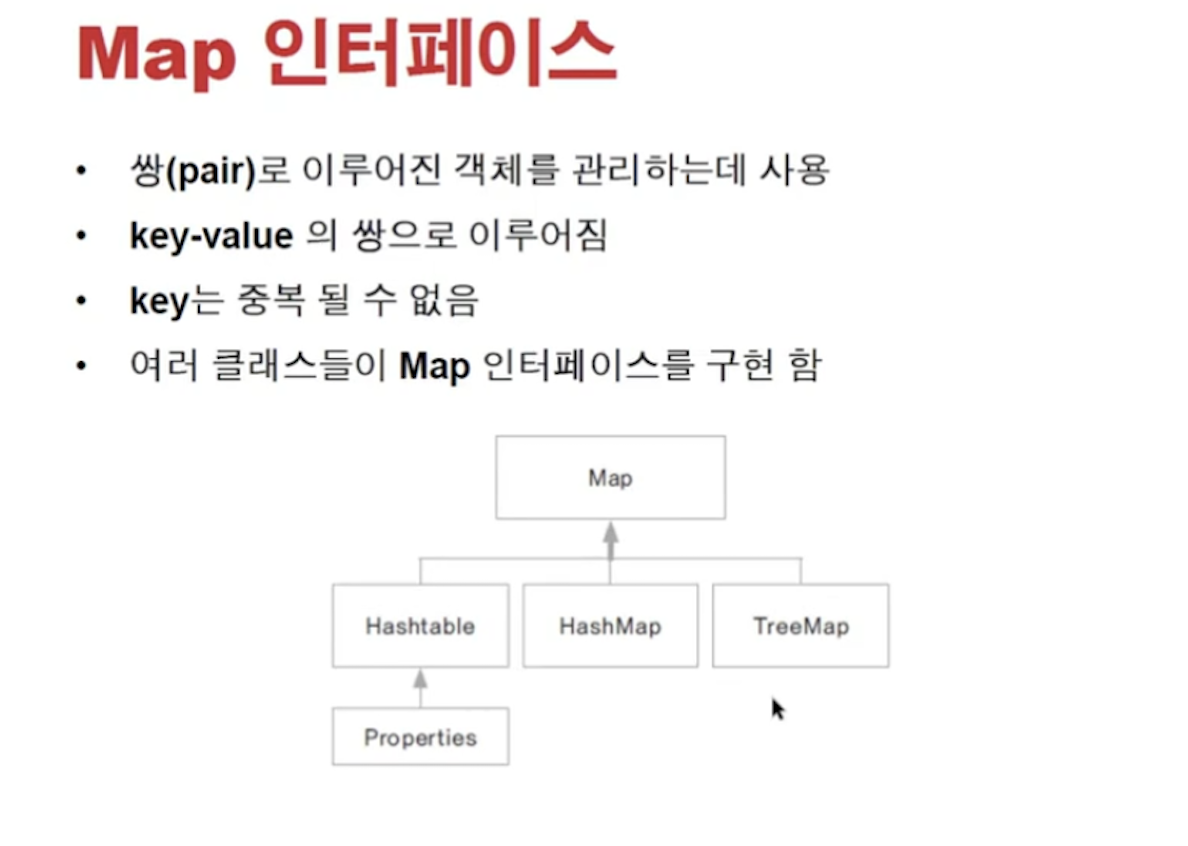 Map 인터페이스
• 쌍(pair)로 이루어진 객체를 관리하는데 사용
• key-value 의 쌍으로 이루어짐
• key는 중복 될 수 없음
• 여러 클래스들이 Map 인터페이스를 구현 함
Map
Hashtable HashMap TreeMap
Properties